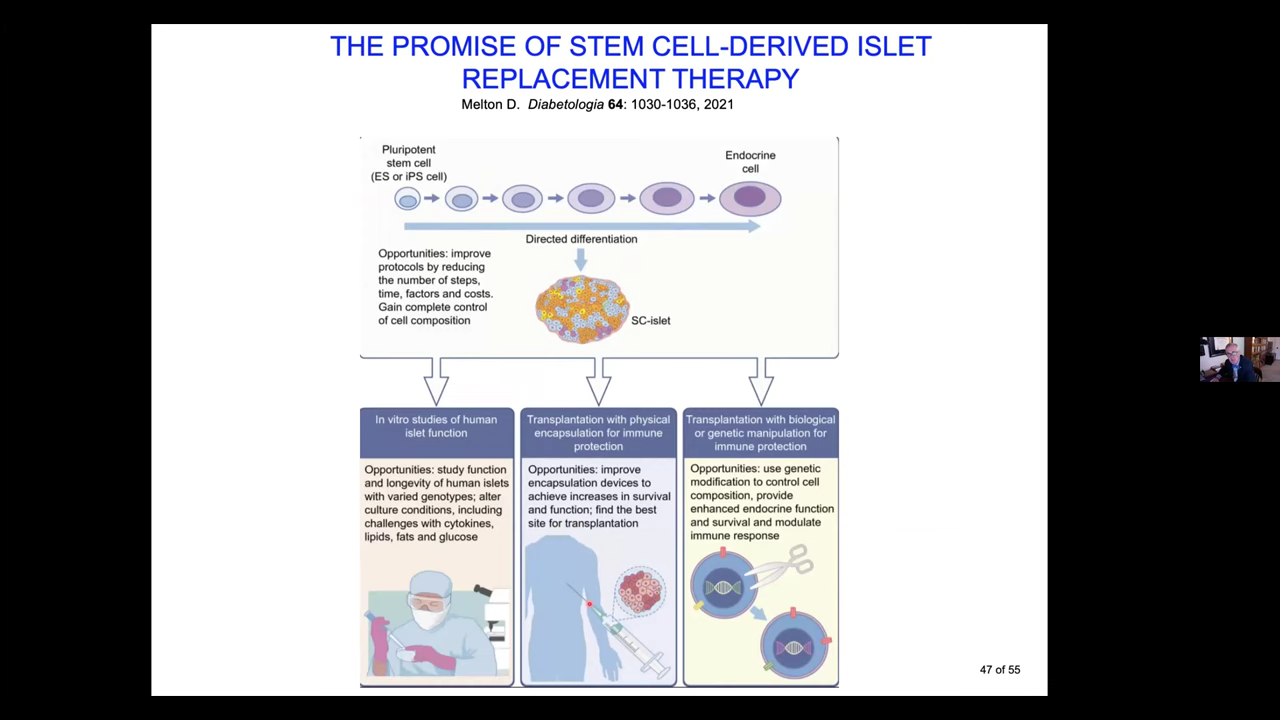 THE PROMISE OF STEM CELL-DERIVED ISLET
REPLACEMENT THERAPY
Melton D. Diabetologia 64: 1030-1036, 2021
Pluripotent
stem cell
(ES or iPS cell)
Endocrine
cell
Directed differentiation
Opportunities: improve
protocols by reducing
the number of steps,
time, factors and costs.
Gain complete control
of cell composition
SC-islet
In vitro studies of human
islet function
Opportunities: study function
and longevity of human islets
with varied genotypes; alter
culture conditions, including
challenges with cytokines,
lipids, fats and glucose
Transplantation with physical
encapsulation for immune
protection
Opportunities: improve
encapsulation devices to
achieve increases in survival
and function; find the best
site for transplantation
Transplantation with biological
or genetic manipulation for
immune protection
Opportunities: use genetic
modification to control cell
composition, provide
enhanced endocrine function
and survival and modulate
immune response
47 of 55